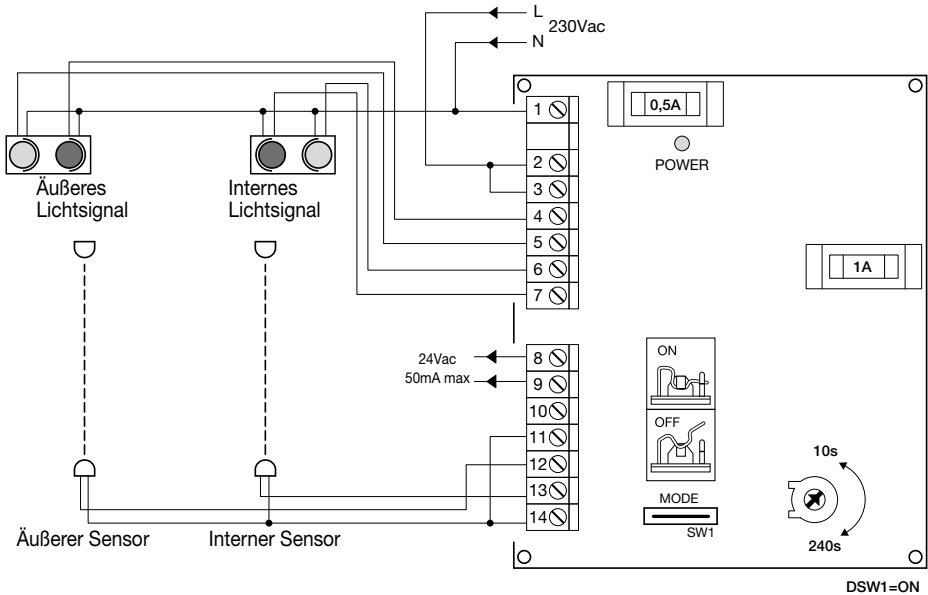 L
230Vac
N
0,5A
POWER
1
2
3
4
5
6
7
Äußeres
Lichtsignal
Internes
Lichtsignal
1A
24Vac
50mA max
8
9
10
11
12
13
14
ON
OFF
MODE
SW1
10s
240s
Äußerer Sensor
Interner Sensor
DSW1=ON